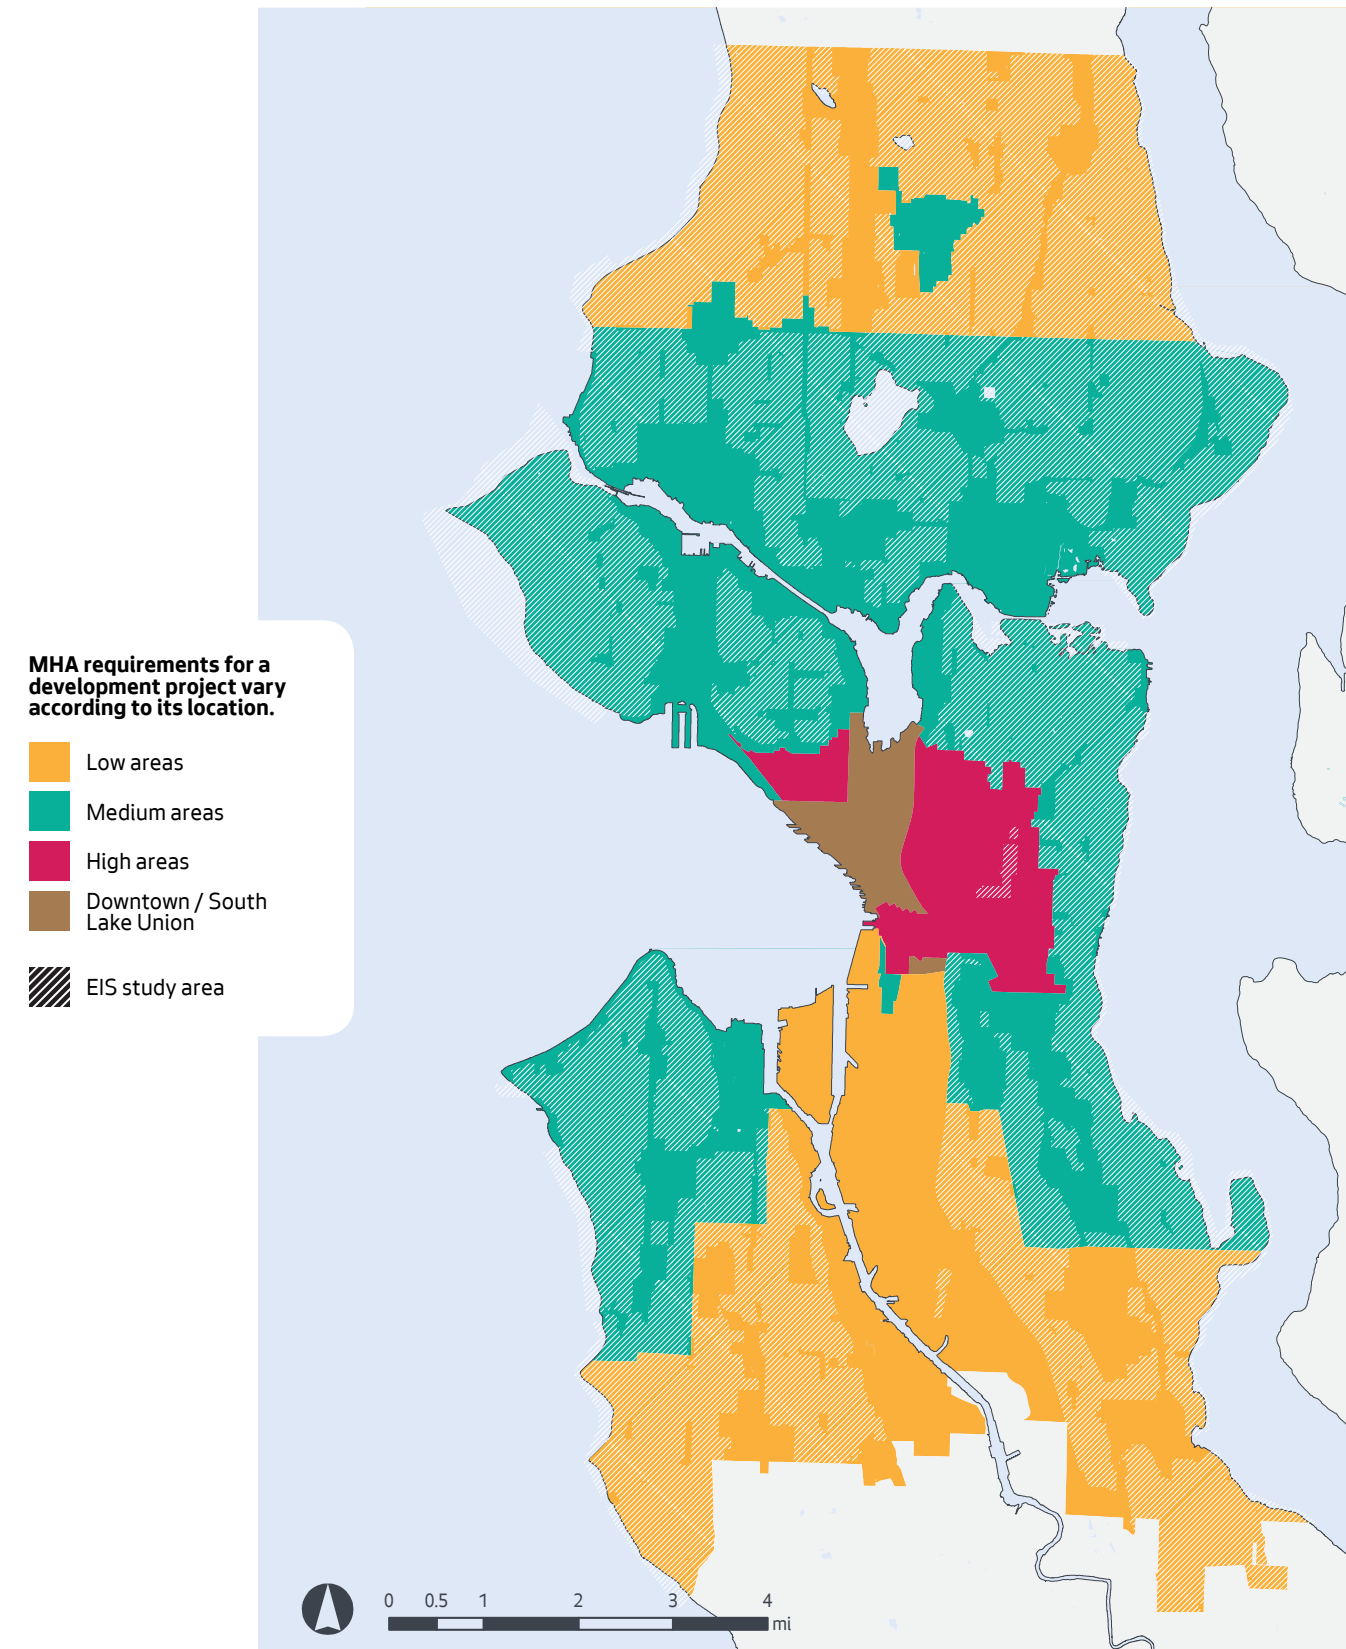 MHA requirements for a
development project vary
according to its location.
Low areas
Medium areas
High areas
Downtown / South
Lake Union
EIS study area
0 0.5 1 2 3 4
mi